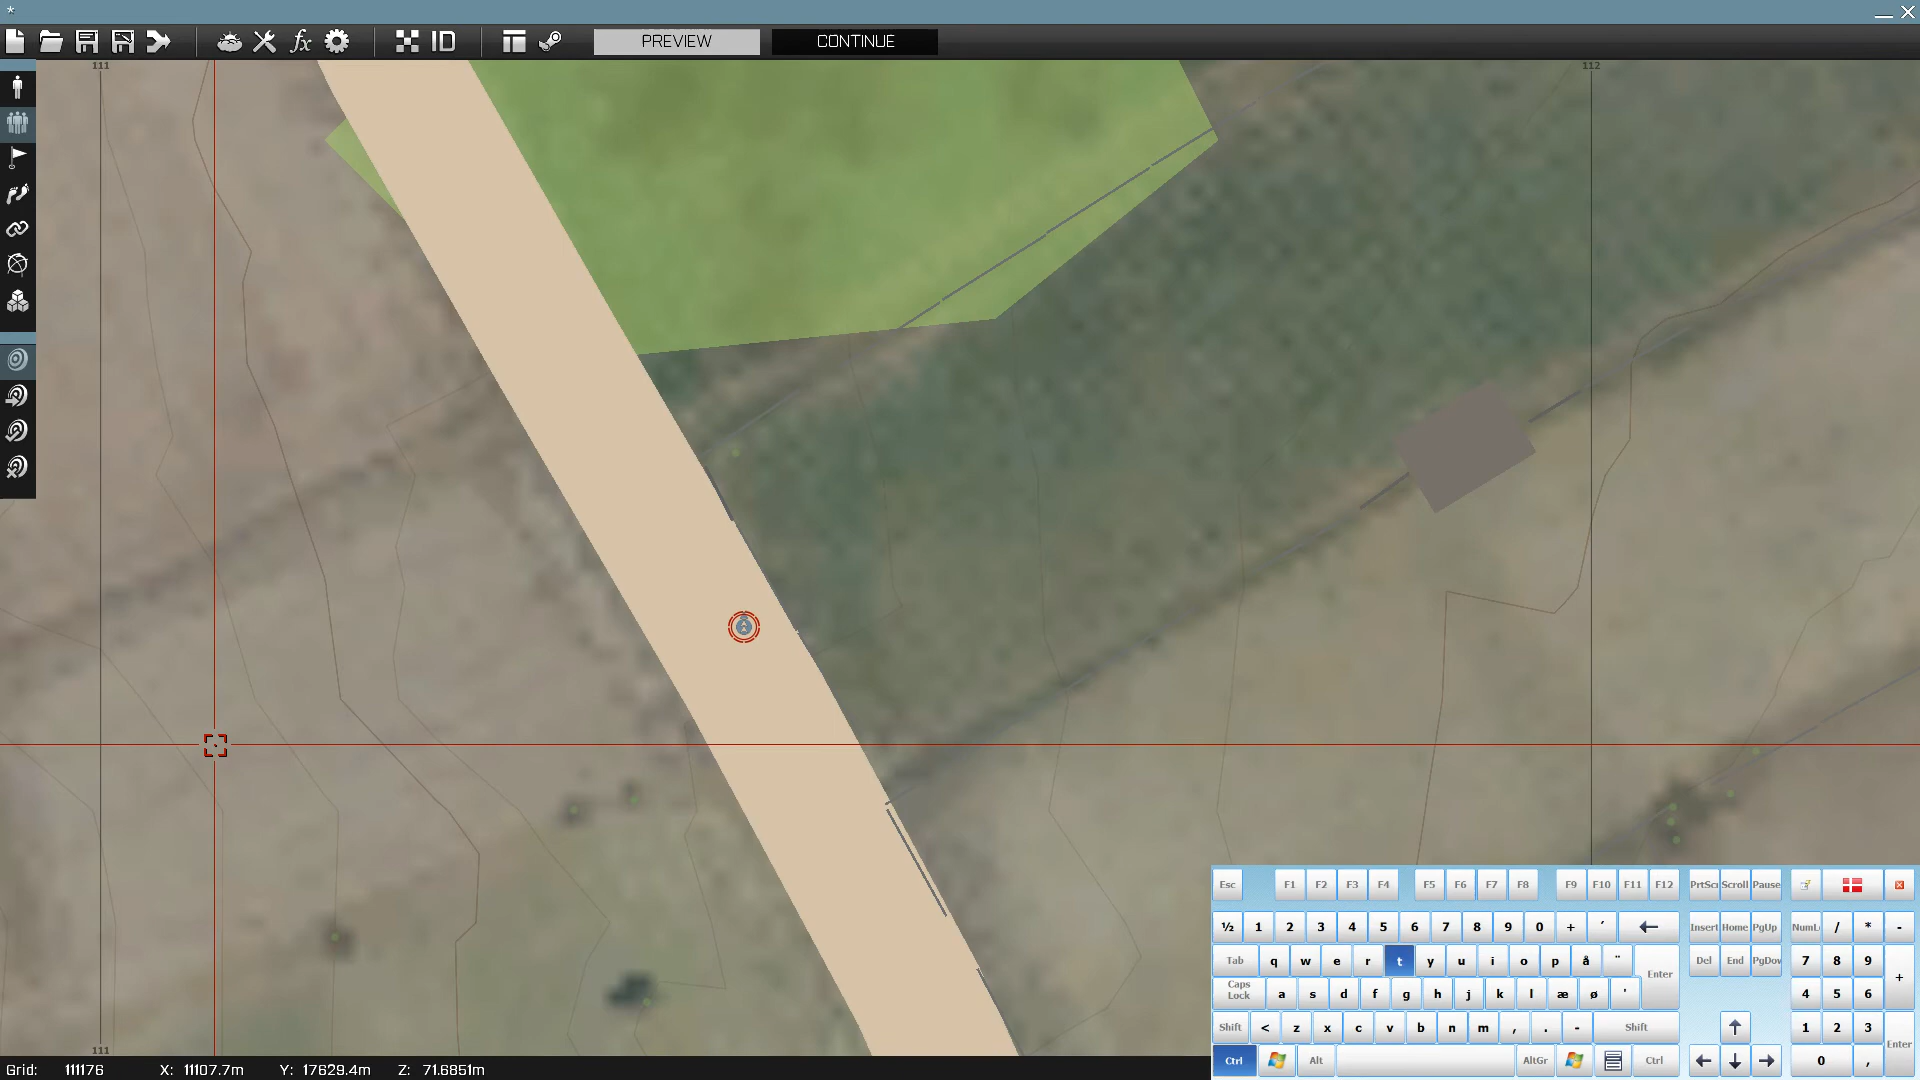 *
ID
PREVIEW
CONTINUE
111
112
111
Grid: 111176 X: 11107.7m Y: 17629.4m Z: 71.6851m
Esc F1 F2 F3 F4 F5 F6 F7 F8 F9 F10 F11 F12 PrtScr Scroll Pause
½ 1 2 3 4 5 6 7 8 9 0 + ´ Insert Home PgUp NumL / * -
Tab q w e r t y u i o p å ¨ Enter Del End PgDov 7 8 9 +
Caps Lock a s d f g h j k l æ ø ' 4 5 6
Shift < z x c v b n m , . - Shift 1 2 3 Enter
Ctrl Alt AltGr Ctrl 0 ,